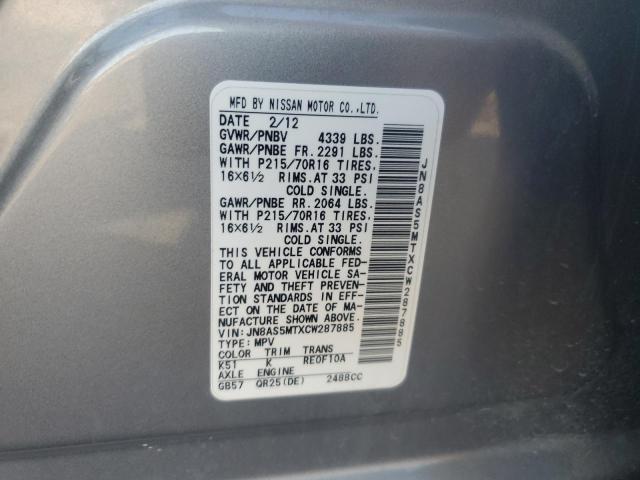 MFD BY NISSAN MOTOR CO.,LTD.
DATE 2/12
GVWR/PNBV 4339 LBS.
GAWR/PNBE FR. 2291 LBS.
WITH P215/70R16 TIRES,
16X6½ RIMS. AT 33 PSI
COLD SINGLE.
GAWR/PNBE RR. 2064 LBS.
WITH P215/70R16 TIRES,
16X6½ RIMS. AT 33 PSI
COLD SINGLE.
THIS VEHICLE CONFORMS
TO ALL APPLICABLE FED-
ERAL MOTOR VEHICLE SA-
FETY AND THEFT PREVEN-
TION STANDARDS IN EFF-
ECT ON THE DATE OF MA-
NUFACTURE SHOWN ABOVE.
VIN: JN8AS5MTXCW287885
TYPE: MPV
COLOR TRIM TRANS
K51 K RE0F10A
AXLE ENGINE
GB57 QR25(DE) 2488CC
JN8AS5MTXCW287885